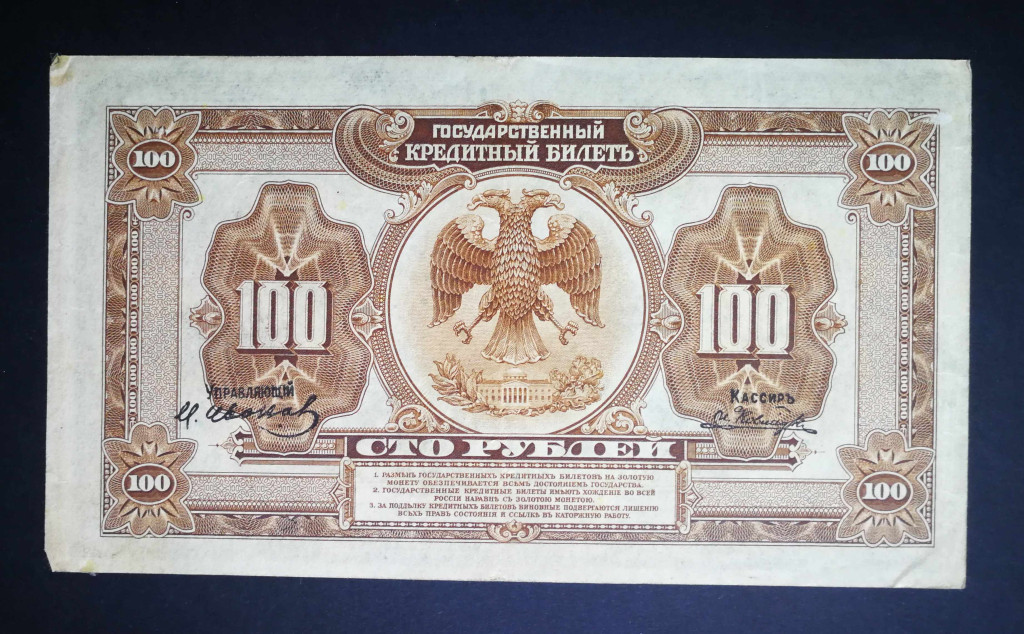 ГОСУДАРСТВЕННЫЙ
КРЕДИТНЫЙ БИЛЕТЪ
100
100
100
100
УПРАВЛЯЮЩІЙ
КАССИРЪ
СТО РУБЛЕЙ
1. РАЗМѢНЪ ГОСУДАРСТВЕННЫХЪ КРЕДИТНЫХЪ БИЛЕТОВЪ НА ЗОЛОТУЮ
МОНЕТУ ОБЕЗПЕЧИВАЕТСЯ ВСѢМЪ ДОСТОЯНІЕМЪ ГОСУДАРСТВА.
2. ГОСУДАРСТВЕННЫЕ КРЕДИТНЫЕ БИЛЕТЫ ИМѢЮТЪ ХОЖДЕНІЕ ВО ВСЕЙ
РОССІИ НАРАВНѢ СЪ ЗОЛОТОЮ МОНЕТОЮ.
3. ЗА ПОДДѢЛКУ КРЕДИТНЫХЪ БИЛЕТОВЪ ВИНОВНЫЕ ПОДВЕРГАЮТСЯ ЛИШЕНІЮ
ВСѢХЪ ПРАВЪ СОСТОЯНІЯ И ССЫЛКѢ ВЪ КАТОРЖНУЮ РАБОТУ.
100
100